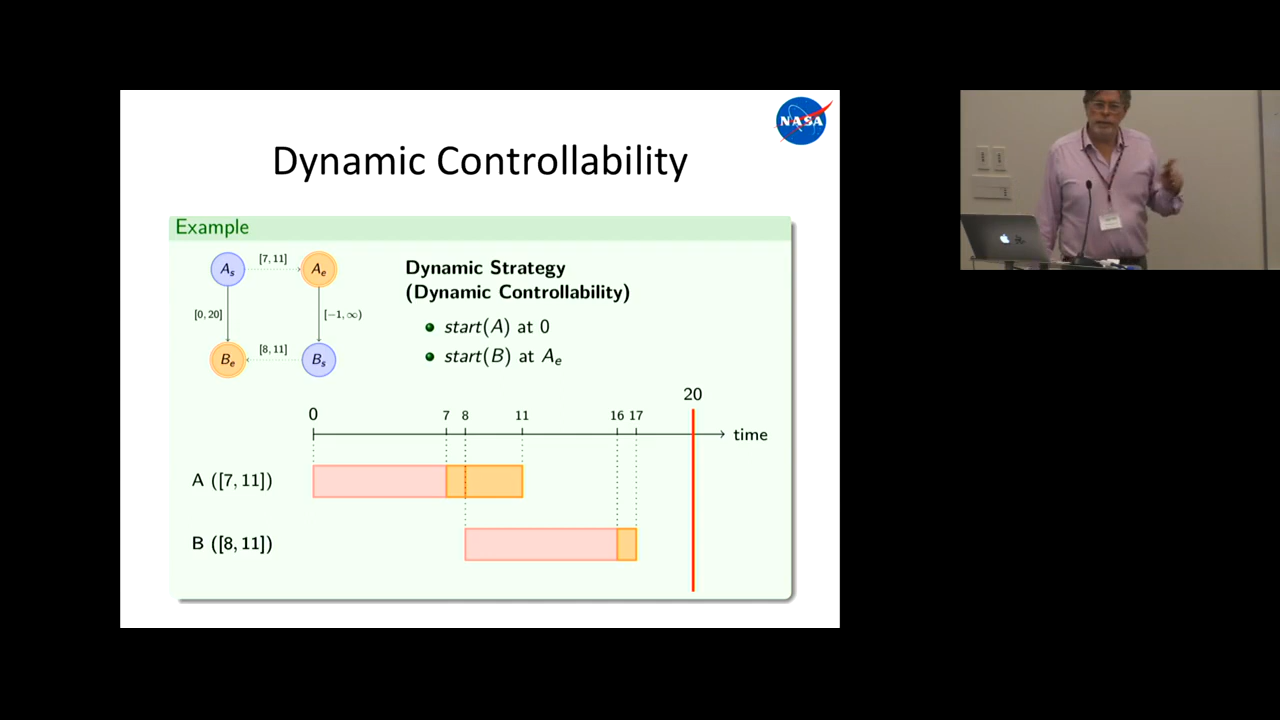 NASA
Dynamic Controllability
Example
Aₛ
[7, 11]
Aₑ
Dynamic Strategy
(Dynamic Controllability)
[0, 20]
[−1, ∞)
start(A) at 0
Bₑ
[8, 11]
Bₛ
start(B) at Aₑ
20
0
7
8
11
16
17
time
A ([7, 11])
B ([8, 11])